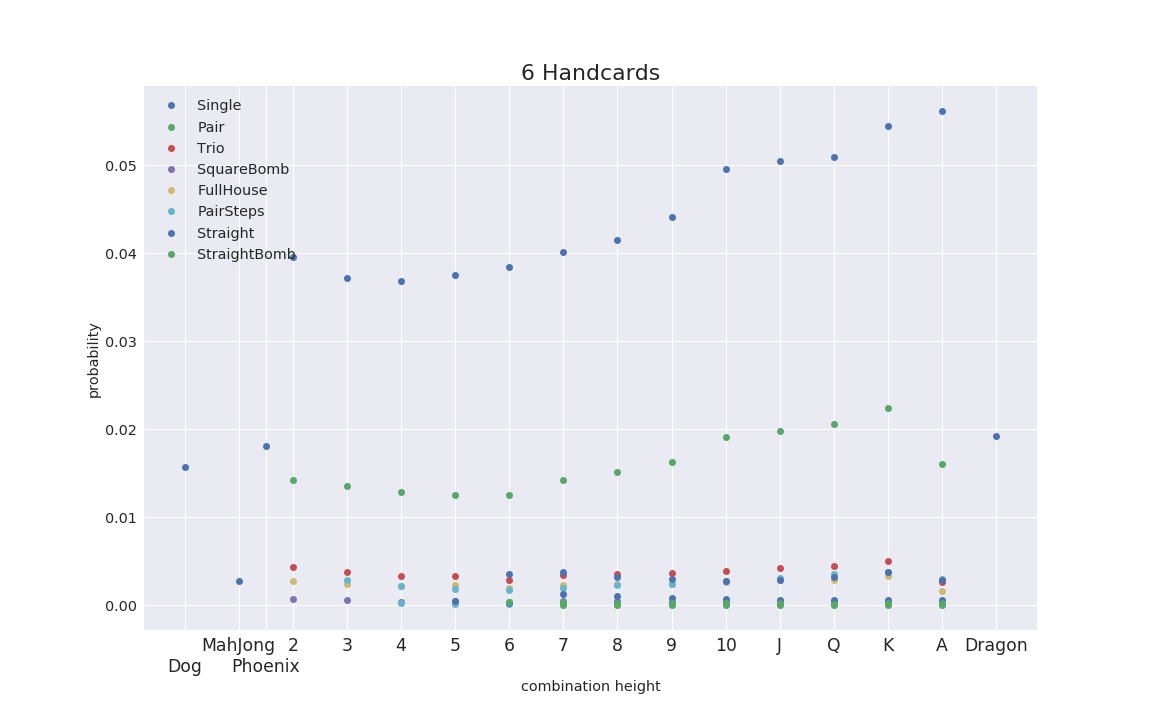 6 Handcards
Single
Pair
Trio
SquareBomb
FullHouse
PairSteps
Straight
StraightBomb
0.05
0.04
0.03
0.02
0.01
0.00
probability
MahJong 2 3 4 5 6 7 8 9 10 J Q K A Dragon
Dog Phoenix
combination height